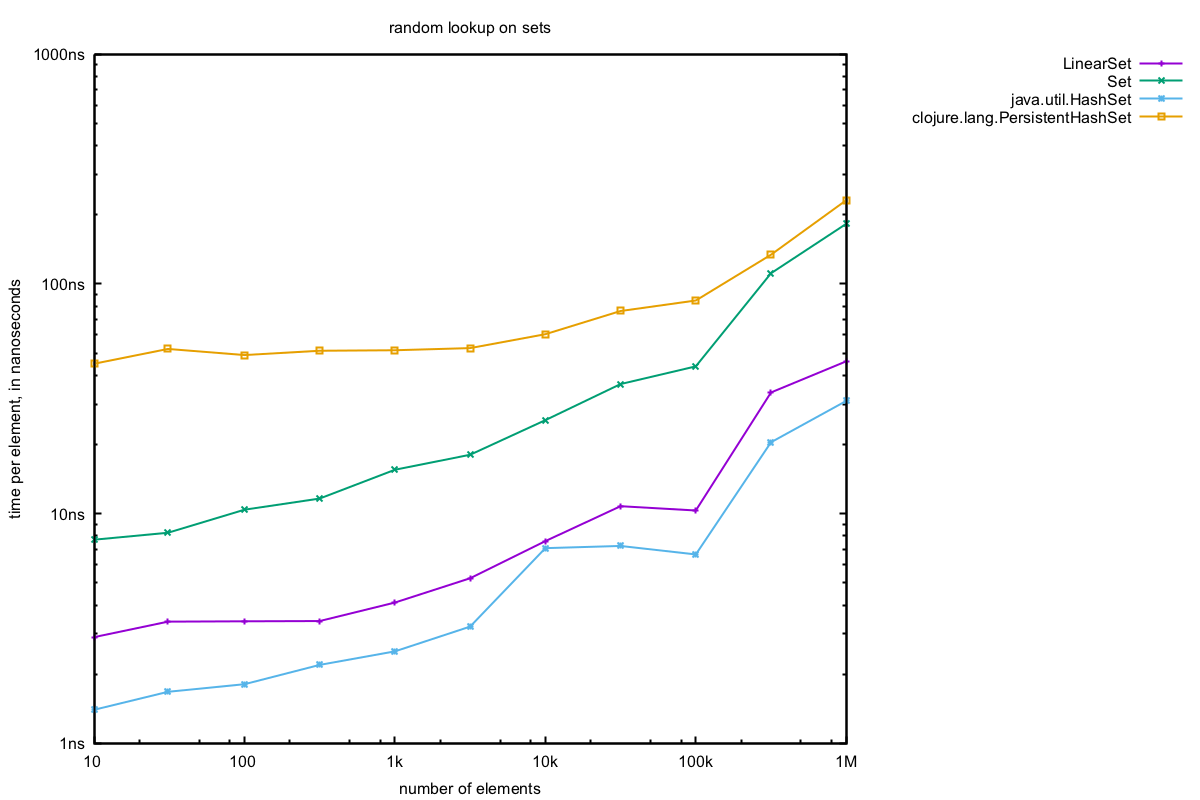 random lookup on sets
1000ns
100ns
10ns
1ns
time per element, in nanoseconds
10
100
1k
10k
100k
1M
number of elements
LinearSet
Set
java.util.HashSet
clojure.lang.PersistentHashSet